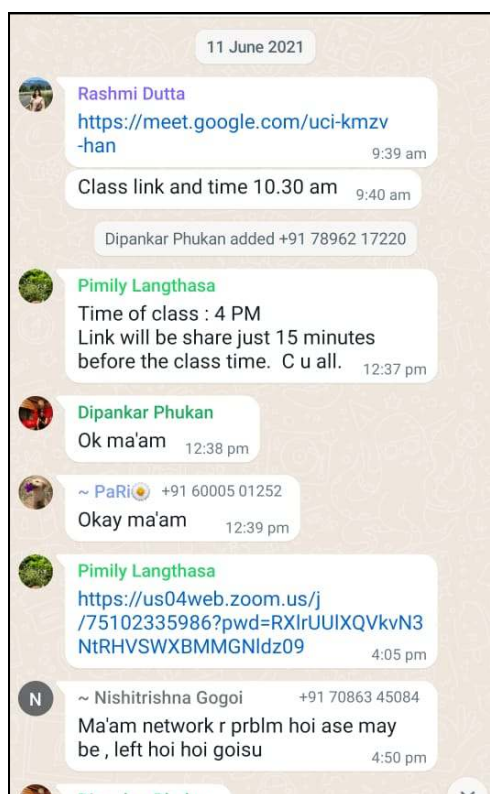 11 June 2021
Rashmi Dutta
https://meet.google.com/uci-kmzv
-han
9:39 am
Class link and time 10.30 am 9:40 am
Dipankar Phukan added +91 78962 17220
Pimily Langthasa
Time of class : 4 PM
Link will be share just 15 minutes
before the class time. C u all. 12:37 pm
Dipankar Phukan
Ok ma'am 12:38 pm
~ PaRi🌼 +91 60005 01252
Okay ma'am 12:39 pm
Pimily Langthasa
https://us04web.zoom.us/j
/75102335986?pwd=RXlrUUlXQVkvN3
NtRHVSWXBMMGNldz09
4:05 pm
N
~ Nishitrishna Gogoi +91 70863 45084
Ma'am network r prblm hoi ase may
be , left hoi hoi goisu 4:50 pm